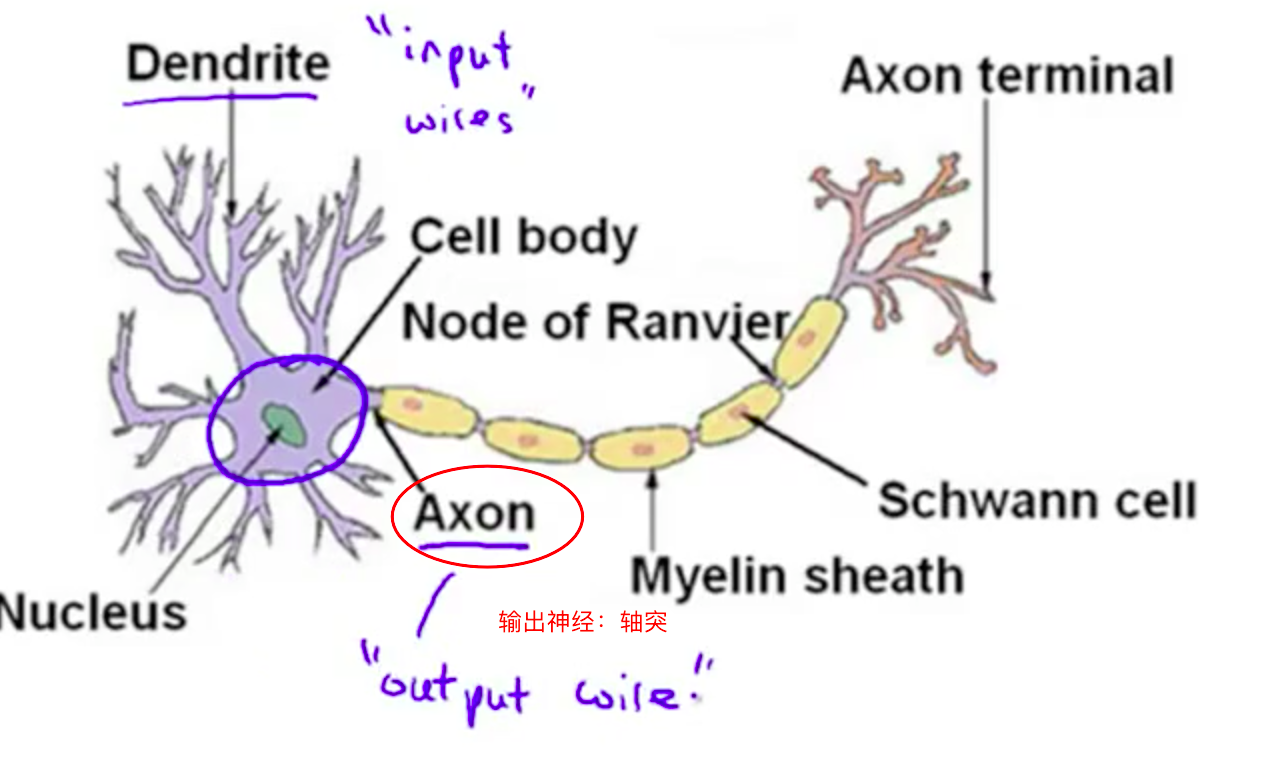 Dendrite
"input
wires"
Axon terminal
Cell body
Node of Ranvier
Axon
Schwann cell
Myelin sheath
Nucleus
输出神经：轴突
"output wire."